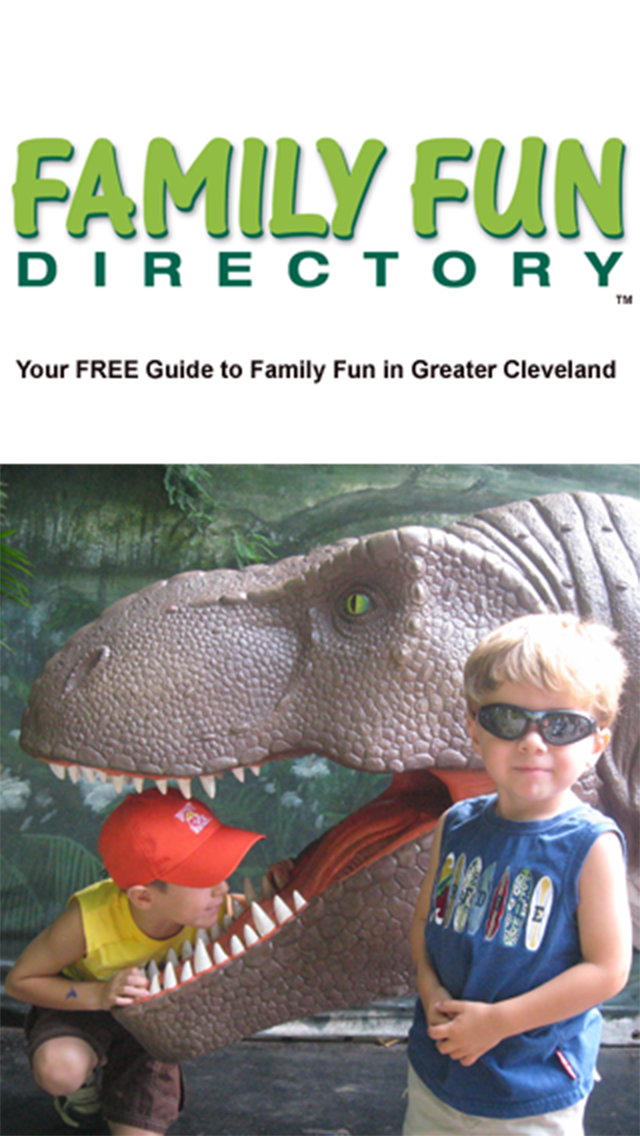 FAMILY FUN
DIRECTORY
TM
Your FREE Guide to Family Fun in Greater Cleveland